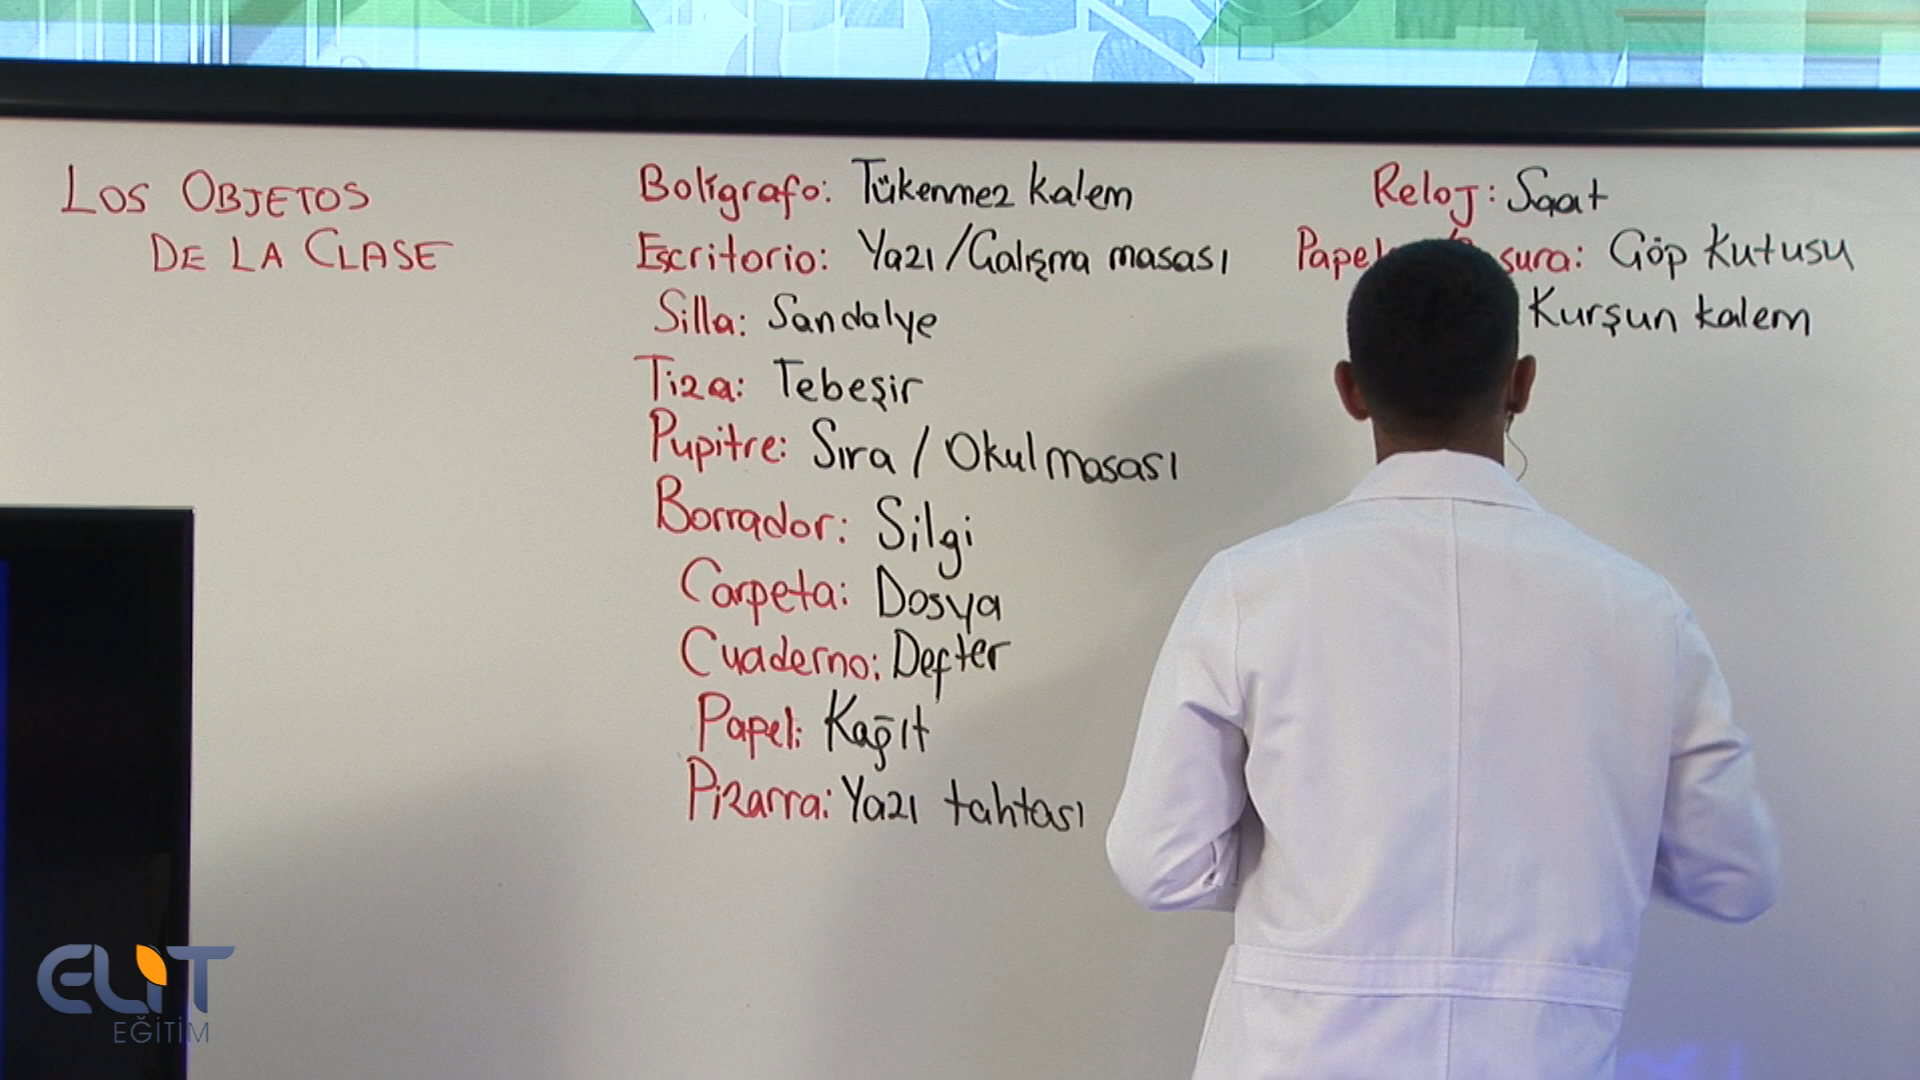 LOS OBJETOS
DE LA CLASE
Bolígrafo: Tükenmez kalem
Escritorio: Yazı/Çalışma masası
Silla: Sandalye
Tiza: Tebeşir
Pupitre: Sıra / Okul masası
Borrador: Silgi
Carpeta: Dosya
Cuaderno: Defter
Papel: Kağıt
Pizarra: Yazı tahtası
Reloj: Saat
Çöp Kutusu
Kurşun kalem
ELİT
EĞİTİM